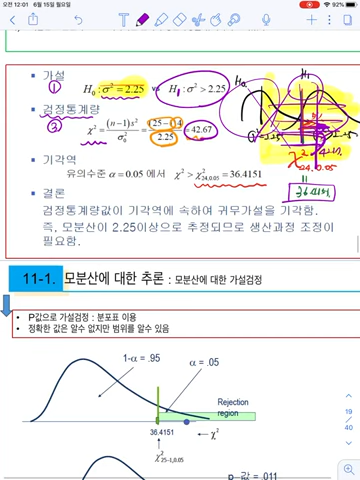 오전 12:01 6월 15일 월요일
• 가설
① H₀: σ² = 2.25 vs H₁: σ² > 2.25
• 검정통계량
χ² = (n−1)s² / σ₀² = (25−1) / 2.25 = 42.67
• 기각역
유의수준 α = 0.05 에서 χ² > χ²₂₄,₀.₀₅ = 36.4151
• 결론
검정통계량값이 기각역에 속하여 귀무가설을 기각함.
즉, 모분산이 2.25이상으로 추정되므로 생산과정 조정이
필요함.
H₀
H₁
11-1. 모분산에 대한 추론 : 모분산에 대한 가설검정
• P값으로 가설검정 : 분포표 이용
• 정확한 값은 알수 없지만 범위를 알수 있음
1-α = .95
α = .05
Rejection
region
36.4151
χ²
χ²₂₅₋₁,₀.₀₅
p-값 = .011
19
40